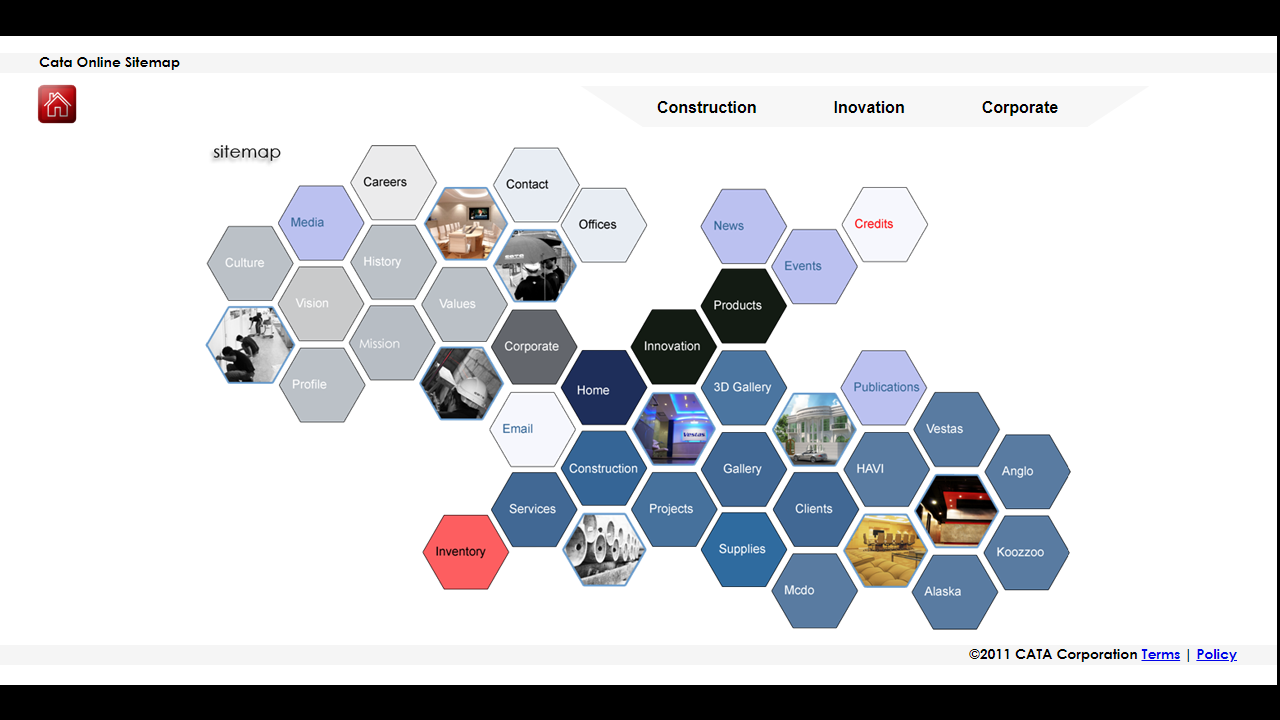 Cata Online Sitemap
Construction Inovation Corporate
sitemap
Careers
Contact
Media
Offices
News
Credits
Culture
History
Events
Vision
Values
Products
Mission
Corporate
Innovation
Profile
Home
3D Gallery
Publications
Email
Vestas
Vestas
Construction
Gallery
HAVI
Anglo
Services
Projects
Clients
Inventory
Supplies
Koozzoo
Mcdo
Alaska
©2011 CATA Corporation Terms | Policy